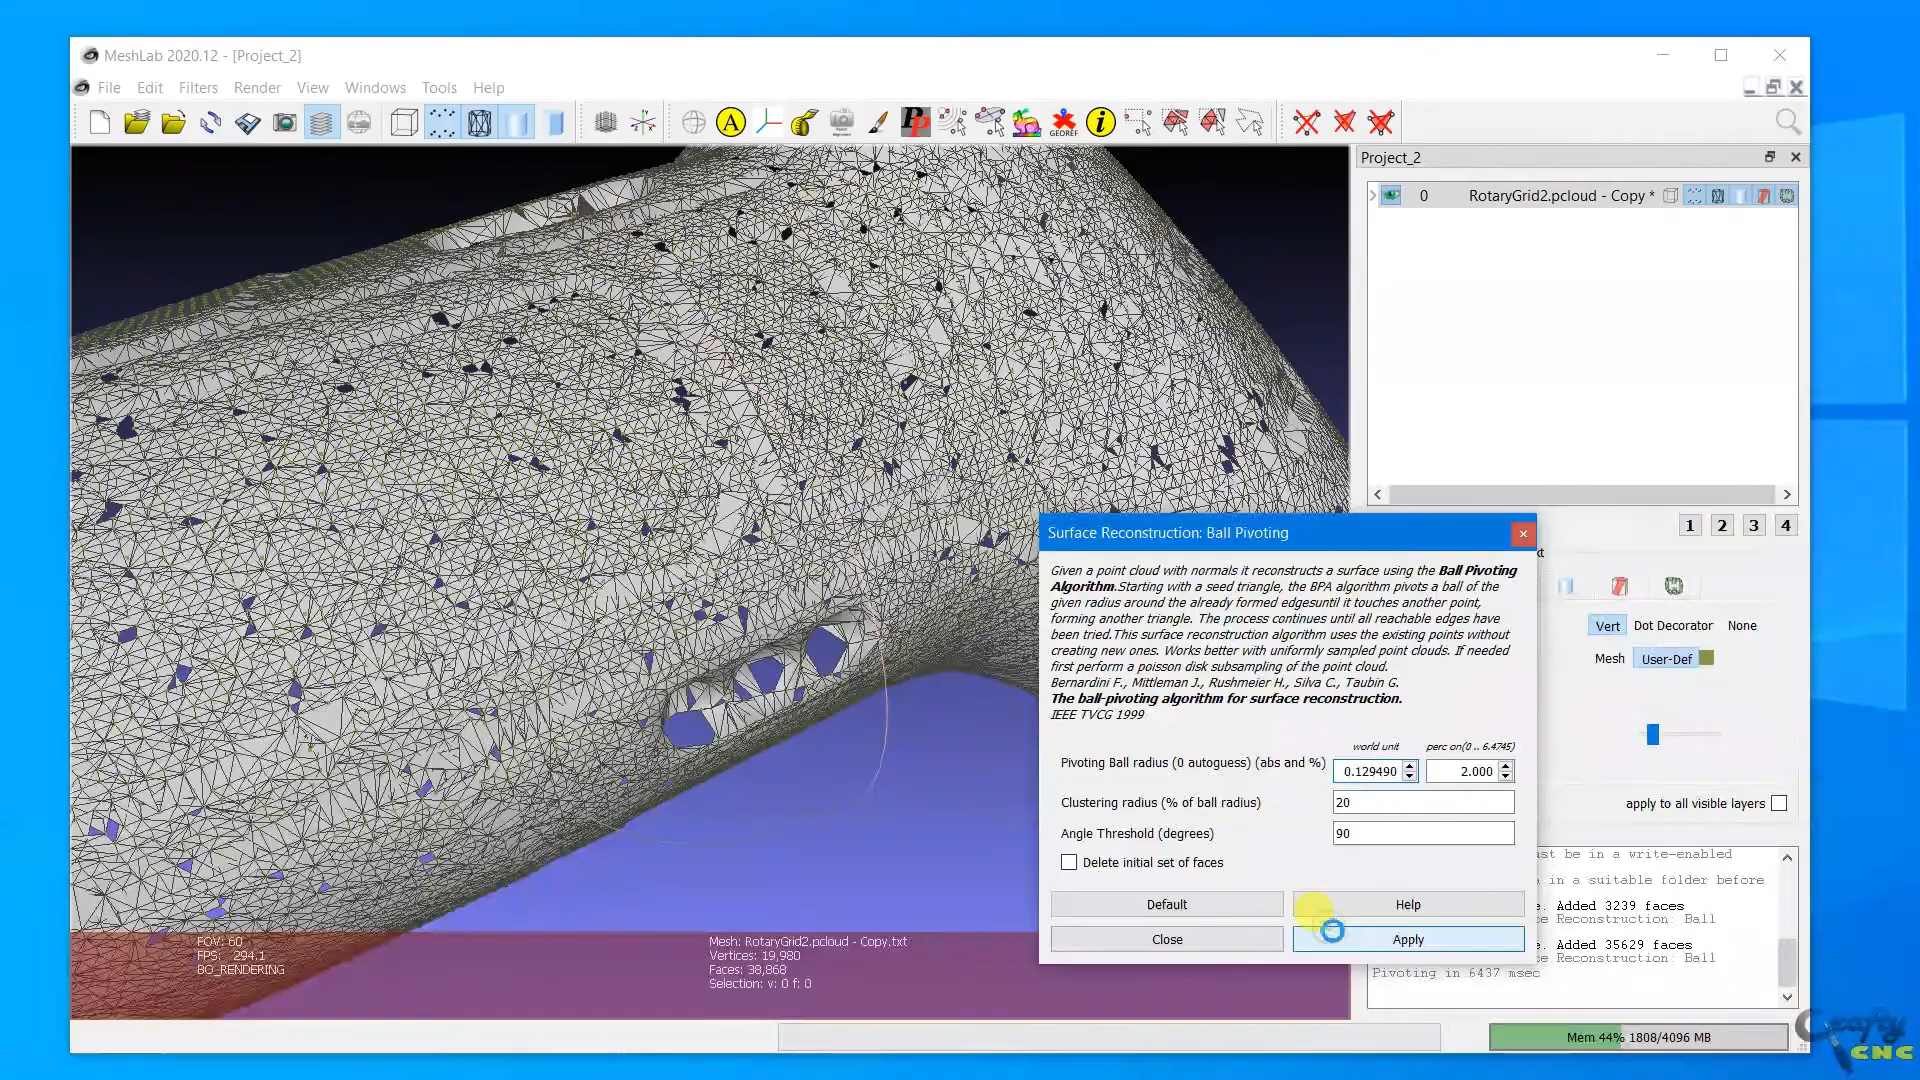 MeshLab 2020.12 - [Project_2]
File Edit Filters Render View Windows Tools Help
A
PP
GEOREF
i
Project_2
0 RotaryGrid2.pcloud - Copy *
1 2 3 4
Surface Reconstruction: Ball Pivoting
Given a point cloud with normals it reconstructs a surface using the Ball Pivoting
Algorithm.Starting with a seed triangle, the BPA algorithm pivots a ball of the
given radius around the already formed edgesuntil it touches another point,
forming another triangle. The process continues until all reachable edges have
been tried.This surface reconstruction algorithm uses the existing points without
creating new ones. Works better with uniformly sampled point clouds. If needed
first perform a poisson disk subsampling of the point cloud.
Bernardini F., Mittleman J., Rushmeier H., Silva C., Taubin G.
The ball-pivoting algorithm for surface reconstruction.
IEEE TVCG 1999
world unit perc on(0 .. 6.4745)
Pivoting Ball radius (0 autoguess) (abs and %) 0.129490 2.000
Clustering radius (% of ball radius) 20
Angle Threshold (degrees) 90
Delete initial set of faces
Default Help
Close Apply
Vert Dot Decorator None
Mesh User-Def
apply to all visible layers
be in a write-enabled
in a suitable folder before
Added 3239 faces
Reconstruction: Ball
Added 35629 faces
Reconstruction: Ball
Pivoting in 6437 msec
FOV: 60
FPS: 294.1
BO_RENDERING
Mesh: RotaryGrid2.pcloud - Copy.txt
Vertices: 19,980
Faces: 38,868
Selection: v: 0 f: 0
Mem 44% 1808/4096 MB
Crafty
CNC